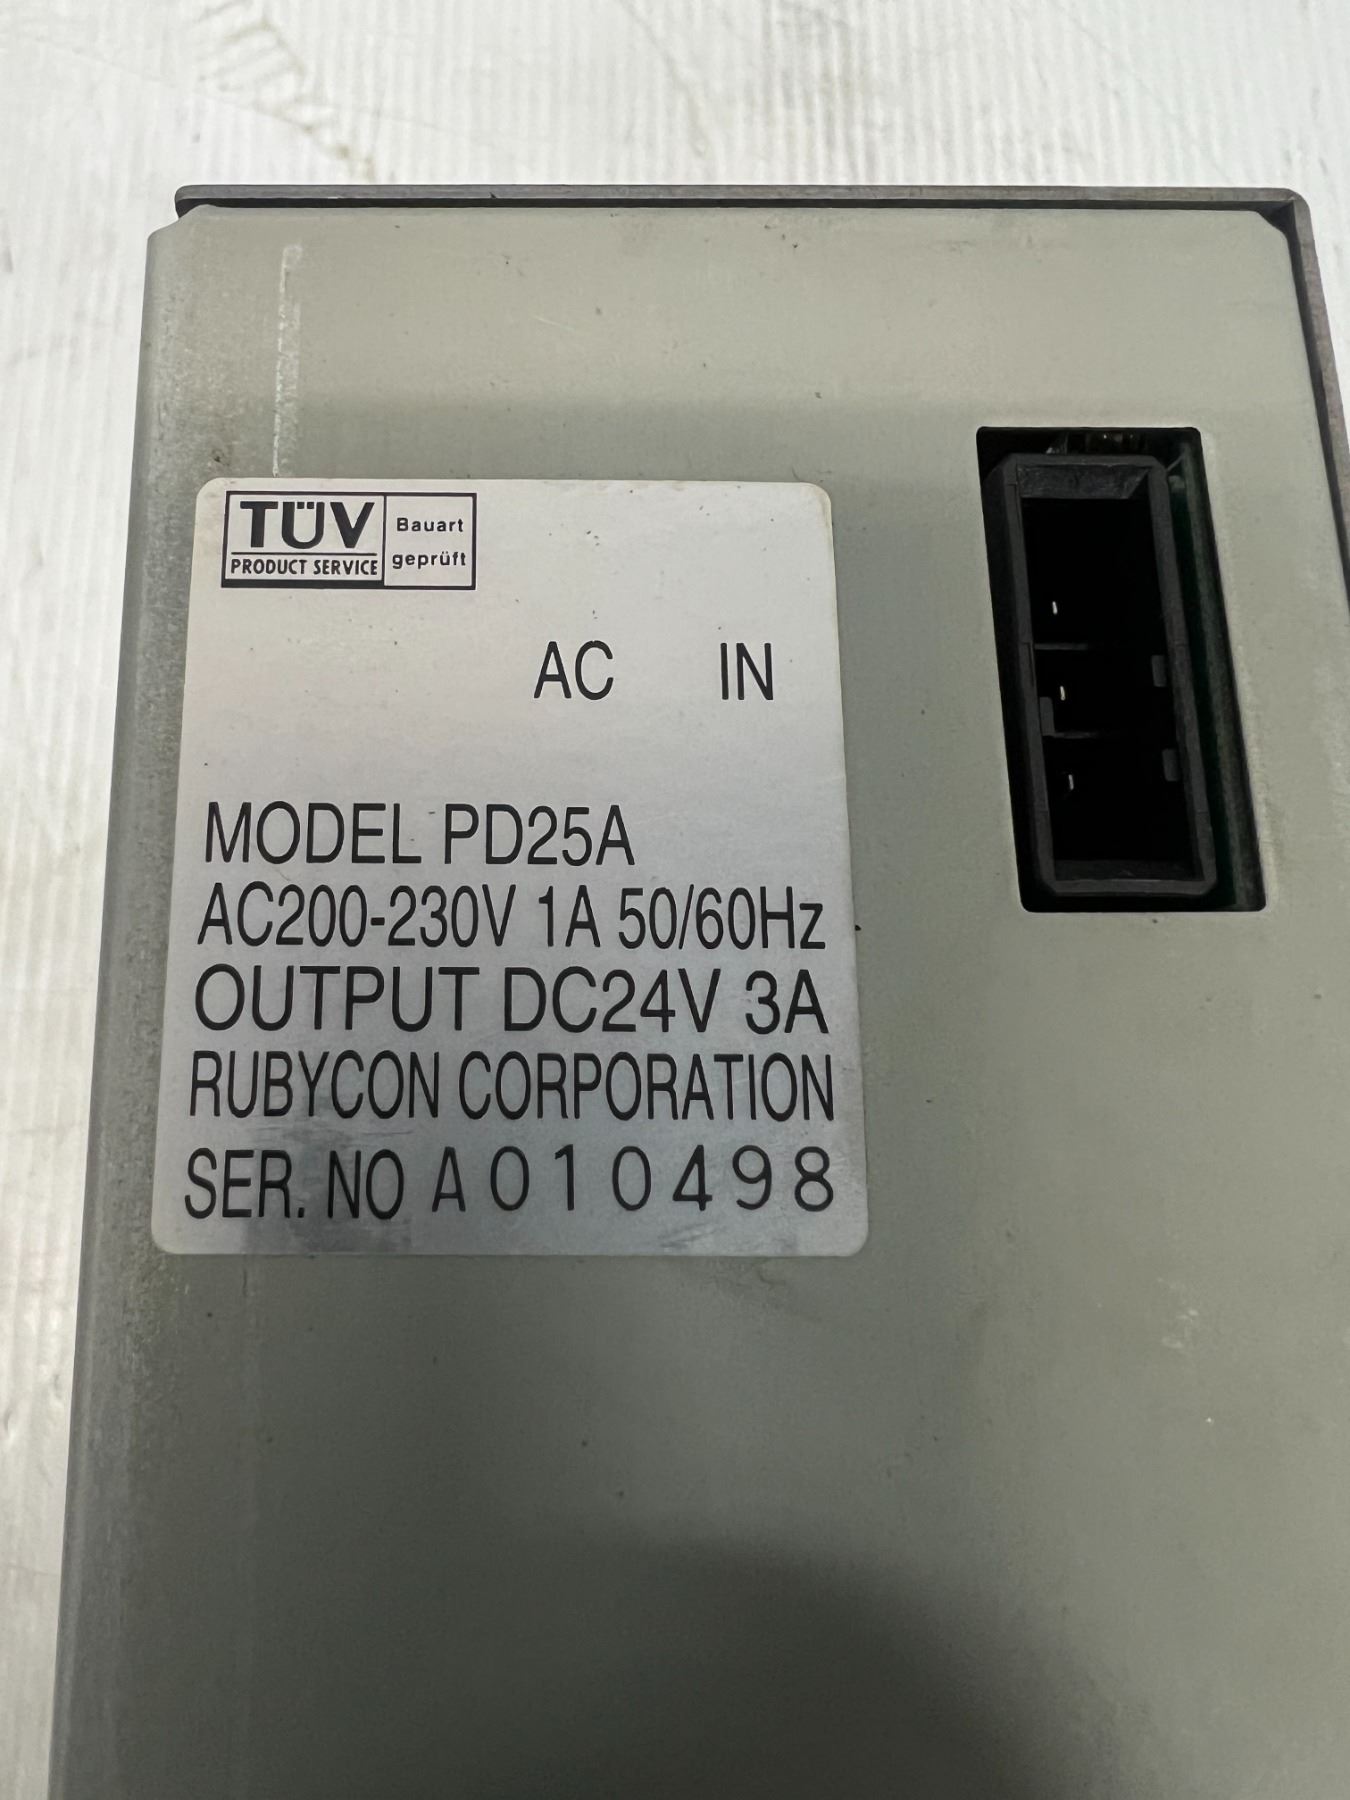 TÜV
PRODUCT SERVICE
Bauart
geprüft
AC IN
MODEL PD25A
AC200-230V 1A 50/60Hz
OUTPUT DC24V 3A
RUBYCON CORPORATION
SER. NO A010498